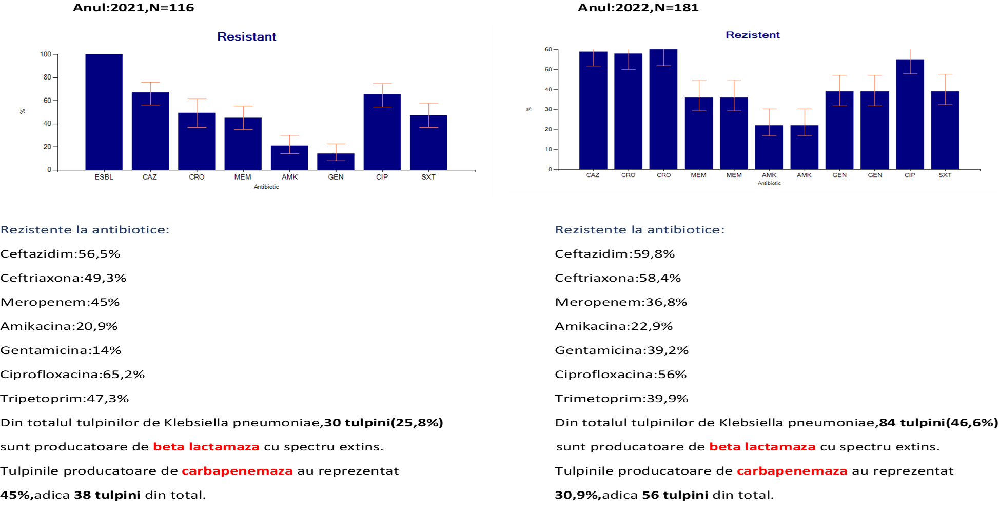 Anul:2021,N=116
Resistant
100
80
60
40
20
0
%
ESBL CAZ CRO MEM AMK GEN CIP SXT
Antibiotic
Rezistente la antibiotice:
Ceftazidim:56,5%
Ceftriaxona:49,3%
Meropenem:45%
Amikacina:20,9%
Gentamicina:14%
Ciprofloxacina:65,2%
Tripetoprim:47,3%
Din totalul tulpinilor de Klebsiella pneumoniae,30 tulpini(25,8%)
sunt producatoare de beta lactamaza cu spectru extins.
Tulpinile producatoare de carbapenemaza au reprezentat
45%,adica 38 tulpini din total.
Anul:2022,N=181
Rezistent
60
50
40
30
20
10
0
%
CAZ CRO CRO MEM MEM AMK AMK GEN GEN CIP SXT
Antibiotic
Rezistente la antibiotice:
Ceftazidim:59,8%
Ceftriaxona:58,4%
Meropenem:36,8%
Amikacina:22,9%
Gentamicina:39,2%
Ciprofloxacina:56%
Trimetoprim:39,9%
Din totalul tulpinilor de Klebsiella pneumoniae,84 tulpini(46,6%)
sunt producatoare de beta lactamaza cu spectru extins.
Tulpinile producatoare de carbapenemaza au reprezentat
30,9%,adica 56 tulpini din total.